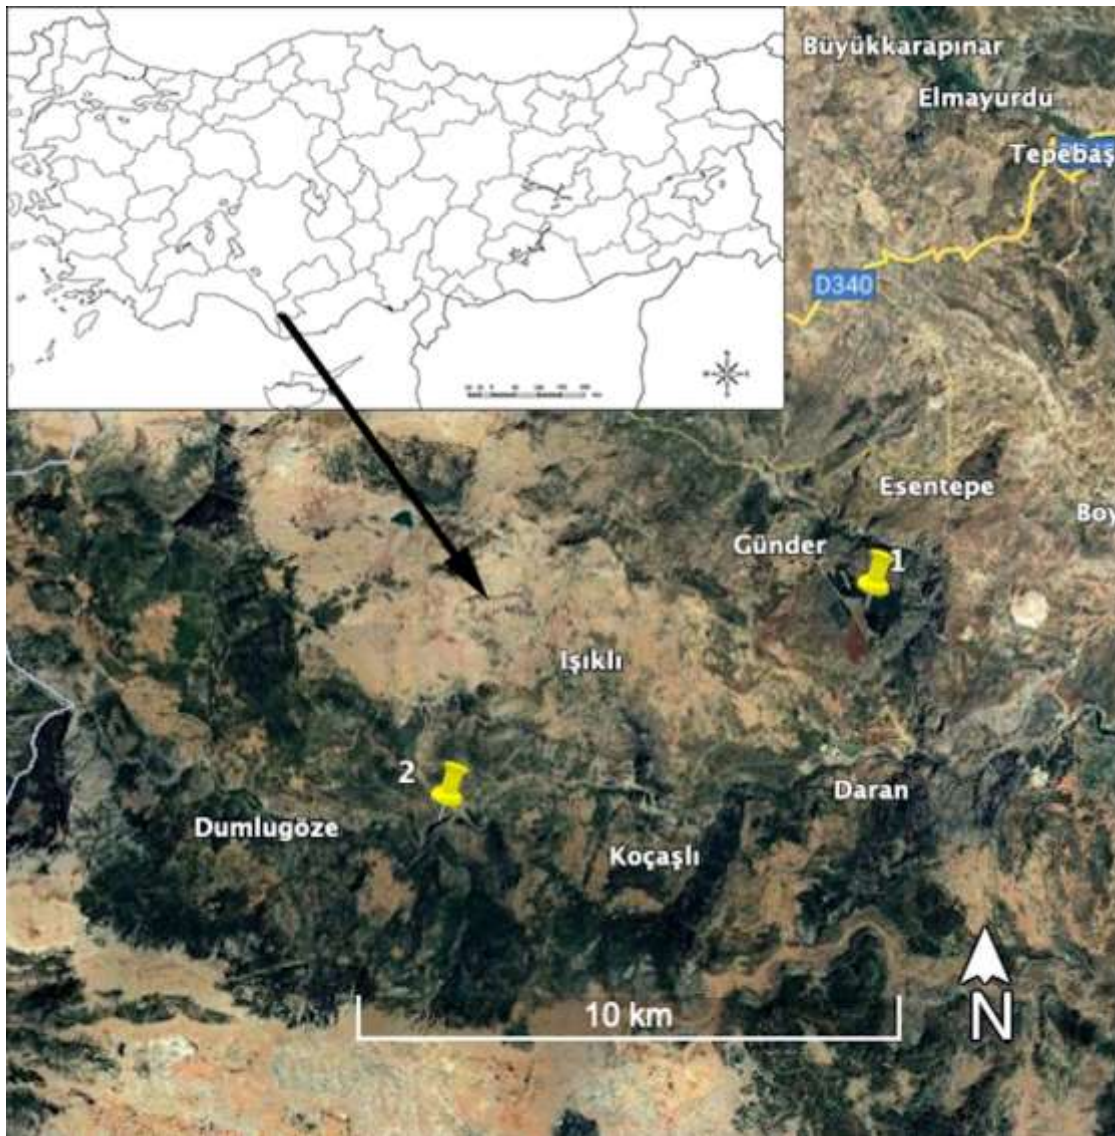 Büyükkarapınar
Elmayurdu
Tepebaş
D340
Esentepe
Boy
Günder
1
Işıklı
2
Daran
Dumlugöze
Koçaşlı
10 km
N